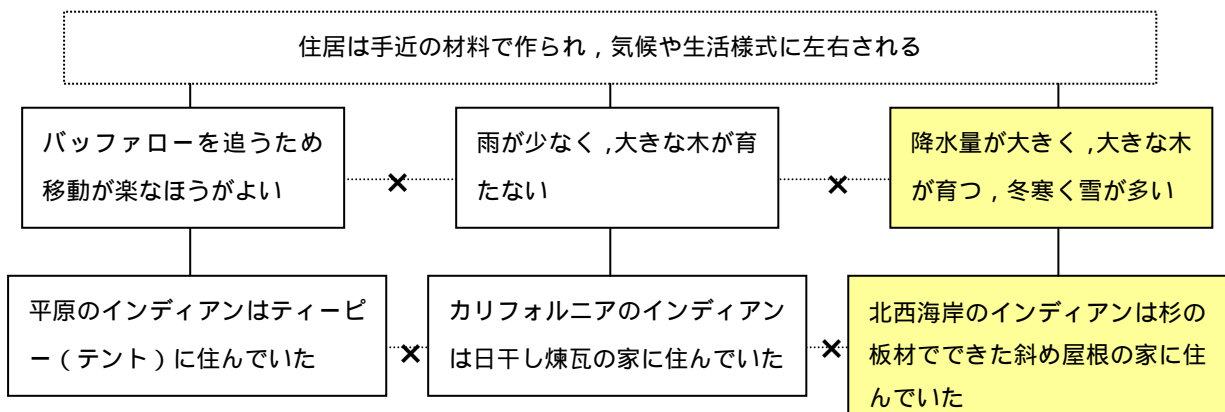 住居は手近の材料で作られ，気候や生活様式に左右される
バッファローを追うため
移動が楽なほうがよい
雨が少なく，大きな木が育
たない
降水量が大きく，大きな木
が育つ，冬寒く雪が多い
平原のインディアンはティーピ
ー（テント）に住んでいた
カリフォルニアのインディアン
は日干し煉瓦の家に住んでいた
北西海岸のインディアンは杉の
板材でできた斜め屋根の家に住
んでいた